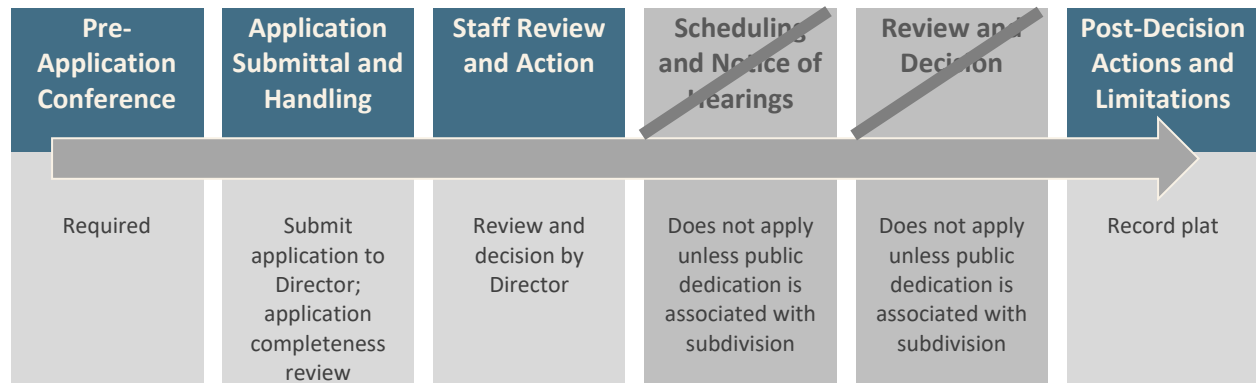 Pre-
Application
Conference
Application
Submittal and
Handling
Staff Review
and Action
Scheduling
and Notice of
Hearings
Review and
Decision
Post-Decision
Actions and
Limitations
Required
Submit
application to
Director;
application
completeness
review
Review and
decision by
Director
Does not apply
unless public
dedication is
associated with
subdivision
Does not apply
unless public
dedication is
associated with
subdivision
Record plat